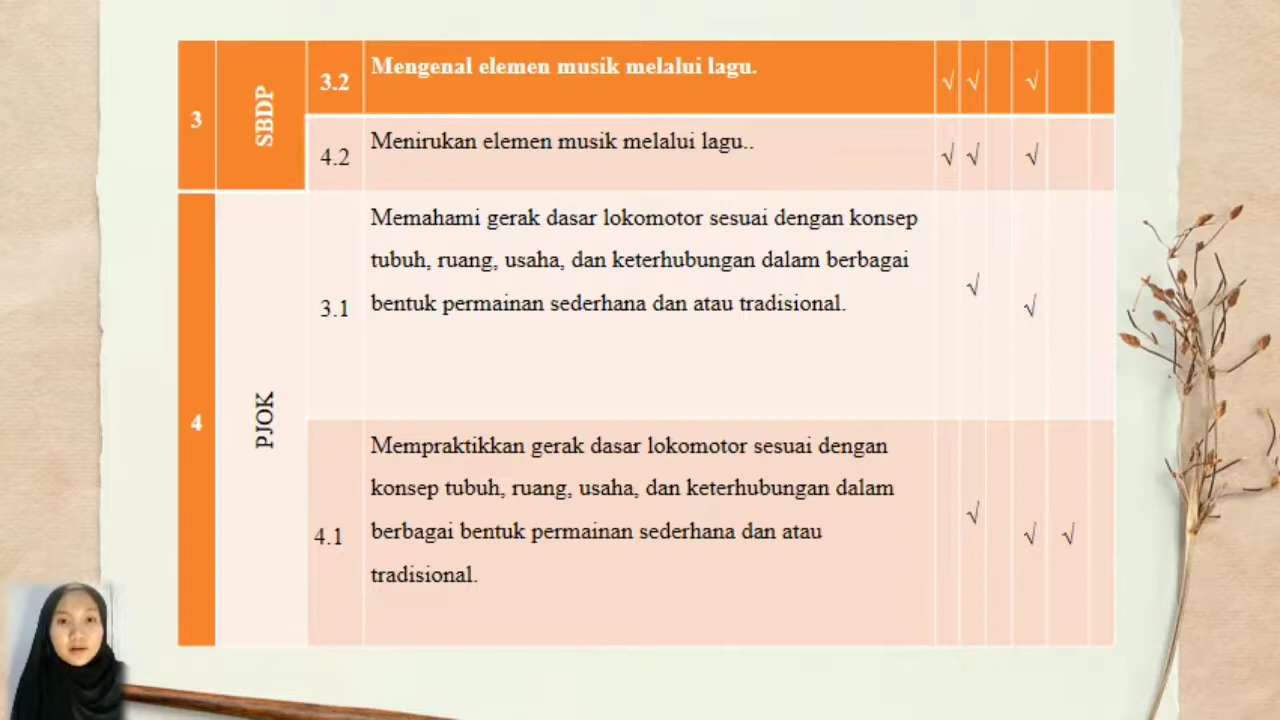 3
SBDP
3.2
Mengenal elemen musik melalui lagu.
√ √ √
4.2
Menirukan elemen musik melalui lagu..
√ √ √
4
PJOK
3.1
Memahami gerak dasar lokomotor sesuai dengan konsep
tubuh, ruang, usaha, dan keterhubungan dalam berbagai
bentuk permainan sederhana dan atau tradisional.
√ √
4.1
Mempraktikkan gerak dasar lokomotor sesuai dengan
konsep tubuh, ruang, usaha, dan keterhubungan dalam
berbagai bentuk permainan sederhana dan atau
tradisional.
√ √ √